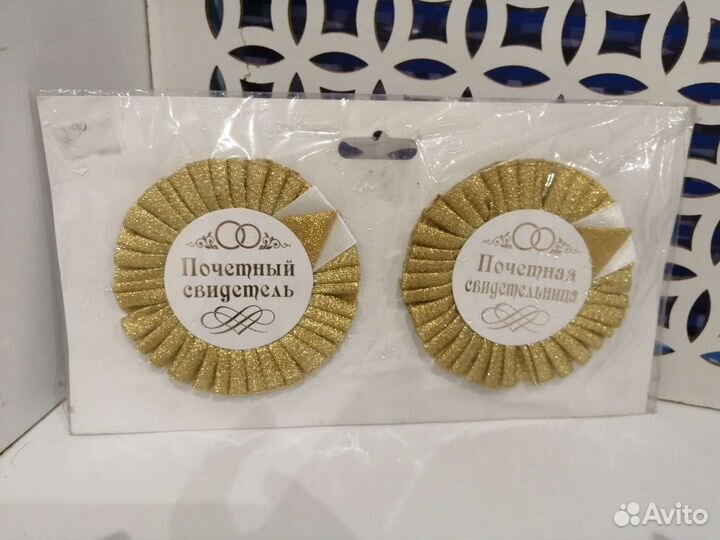 Почетный
свидетель
Почетная
свидетельница
Avito